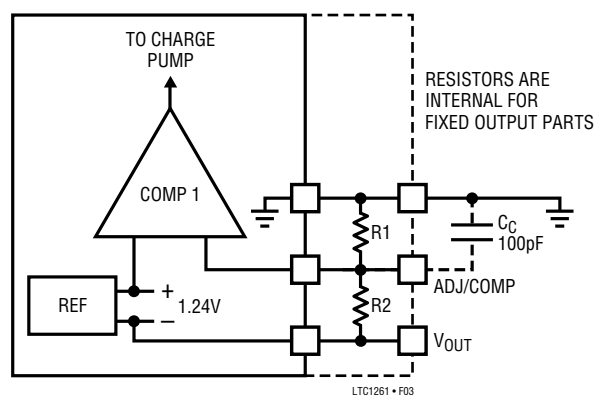 TO CHARGE
PUMP
RESISTORS ARE
INTERNAL FOR
FIXED OUTPUT PARTS
COMP 1
R1
CC
100pF
ADJ/COMP
REF
+
1.24V
–
R2
VOUT
LTC1261 • F03